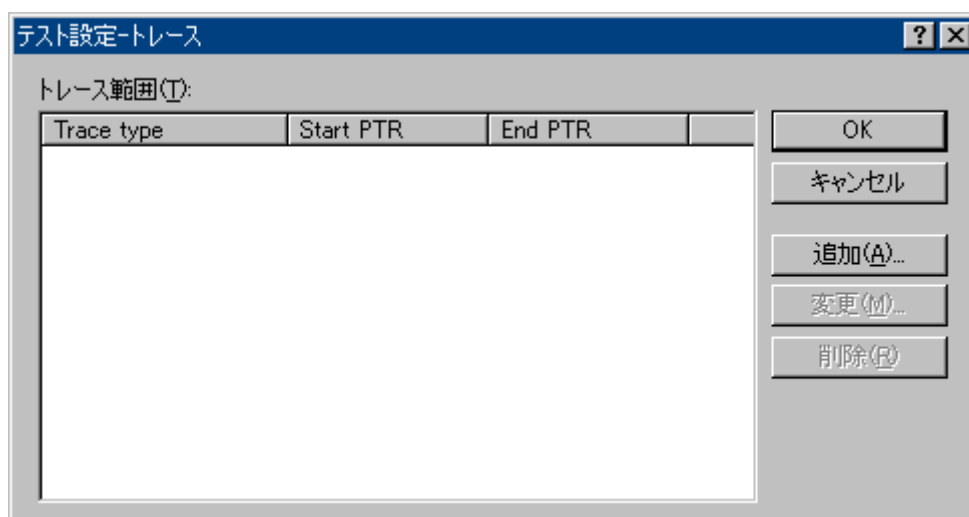 テスト設定-トレース
トレース範囲(T):
Trace type Start PTR End PTR
OK
キャンセル
追加(A)...
変更(M)...
削除(R)